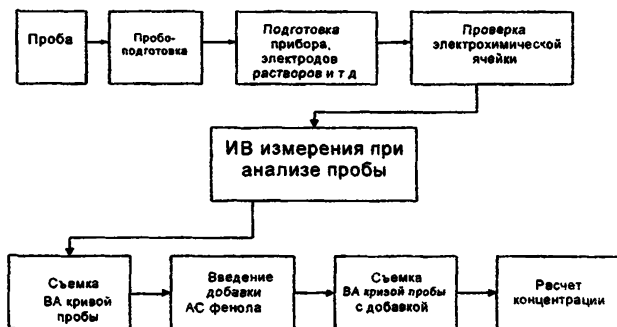 Проба
Пробо-
подготовка
Подготовка
прибора,
электродов
растворов и т д
Проверка
электрохимической
ячейки
ИВ измерения при
анализе пробы
Съемка
ВА кривой
пробы
Введение
добавки
АС фенола
Съемка
ВА кривой пробы
с добавкой
Расчет
концентрации